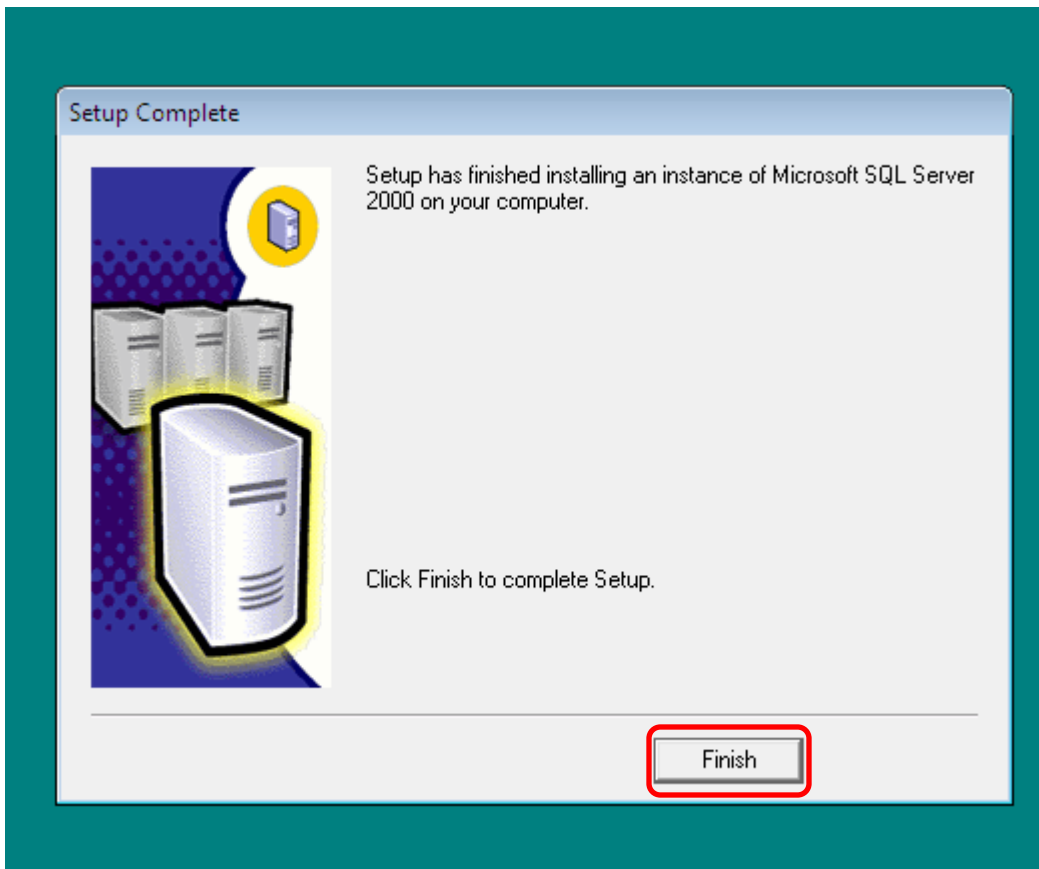 Setup Complete
Setup has finished installing an instance of Microsoft SQL Server
2000 on your computer.
Click Finish to complete Setup.
Finish